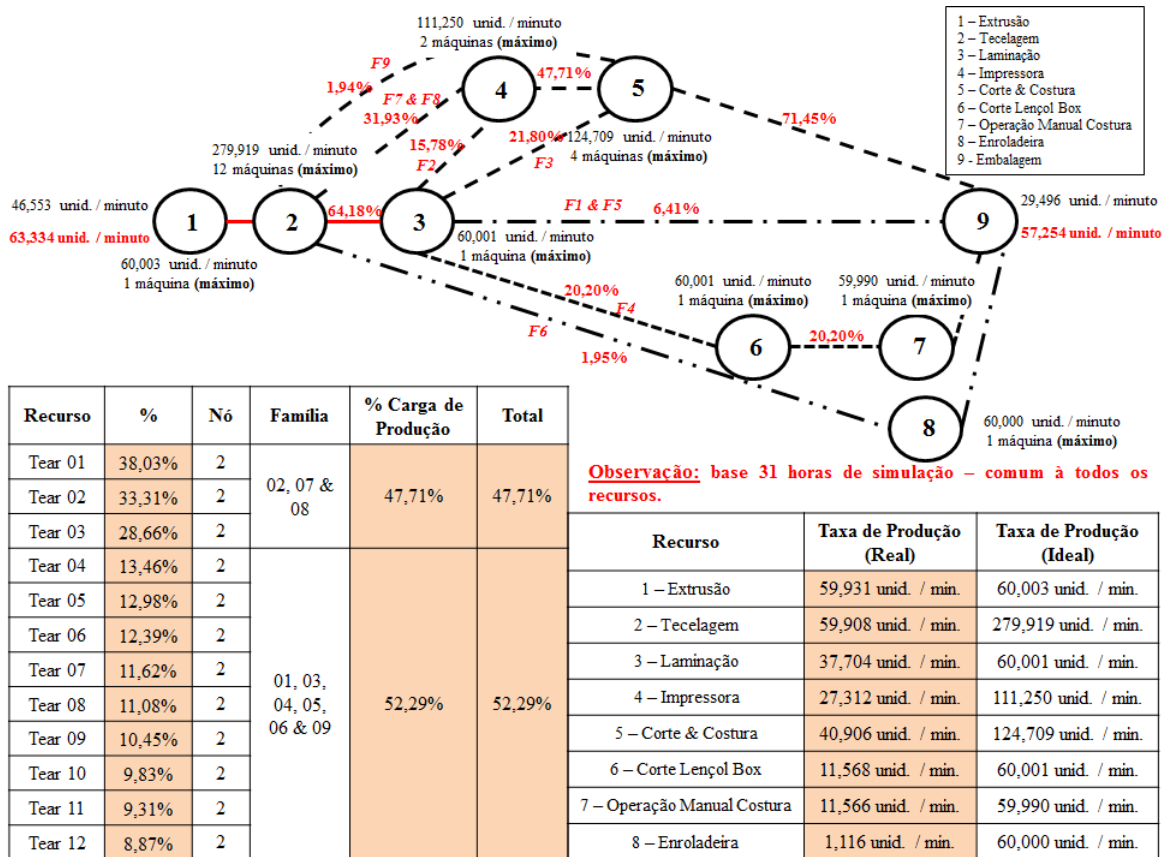 111,250 unid. / minuto
2 máquinas (máximo)
1 – Extrusão
2 – Tecelagem
3 – Laminação
4 – Impressora
5 – Corte & Costura
6 – Corte Lençol Box
7 – Operação Manual Costura
8 – Enroladeira
9 - Embalagem
F9
1,94%
F7 & F8
31,93%
4
47,71%
5
71,45%
279,919 unid. / minuto
12 máquinas (máximo)
15,78%
F2
21,80%
F3
124,709 unid. / minuto
4 máquinas (máximo)
46,553 unid. / minuto
63,334 unid. / minuto
1
2
64,18%
3
F1 & F5
6,41%
9
29,496 unid. / minuto
57,254 unid. / minuto
60,003 unid. / minuto
1 máquina (máximo)
60,001 unid. / minuto
1 máquina (máximo)
20,20%
F4
F6
1,95%
60,001 unid. / minuto
1 máquina (máximo)
59,990 unid. / minuto
1 máquina (máximo)
6
20,20%
7
8
60,000 unid. / minuto
1 máquina (máximo)
Observação: base 31 horas de simulação – comum à todos os
recursos.
Recurso % Nó Família % Carga de Produção Total
Tear 01 38,03% 2
Tear 02 33,31% 2
Tear 03 28,66% 2
02, 07 &
08
47,71% 47,71%
Tear 04 13,46% 2
Tear 05 12,98% 2
Tear 06 12,39% 2
Tear 07 11,62% 2
Tear 08 11,08% 2
Tear 09 10,45% 2
Tear 10 9,83% 2
Tear 11 9,31% 2
Tear 12 8,87% 2
01, 03,
04, 05,
06 & 09
52,29% 52,29%
Recurso Taxa de Produção (Real) Taxa de Produção (Ideal)
1 – Extrusão 59,931 unid. / min. 60,003 unid. / min.
2 – Tecelagem 59,908 unid. / min. 279,919 unid. / min.
3 – Laminação 37,704 unid. / min. 60,001 unid. / min.
4 – Impressora 27,312 unid. / min. 111,250 unid. / min.
5 – Corte & Costura 40,906 unid. / min. 124,709 unid. / min.
6 – Corte Lençol Box 11,568 unid. / min. 60,001 unid. / min.
7 – Operação Manual Costura 11,566 unid. / min. 59,990 unid. / min.
8 – Enroladeira 1,116 unid. / min. 60,000 unid. / min.